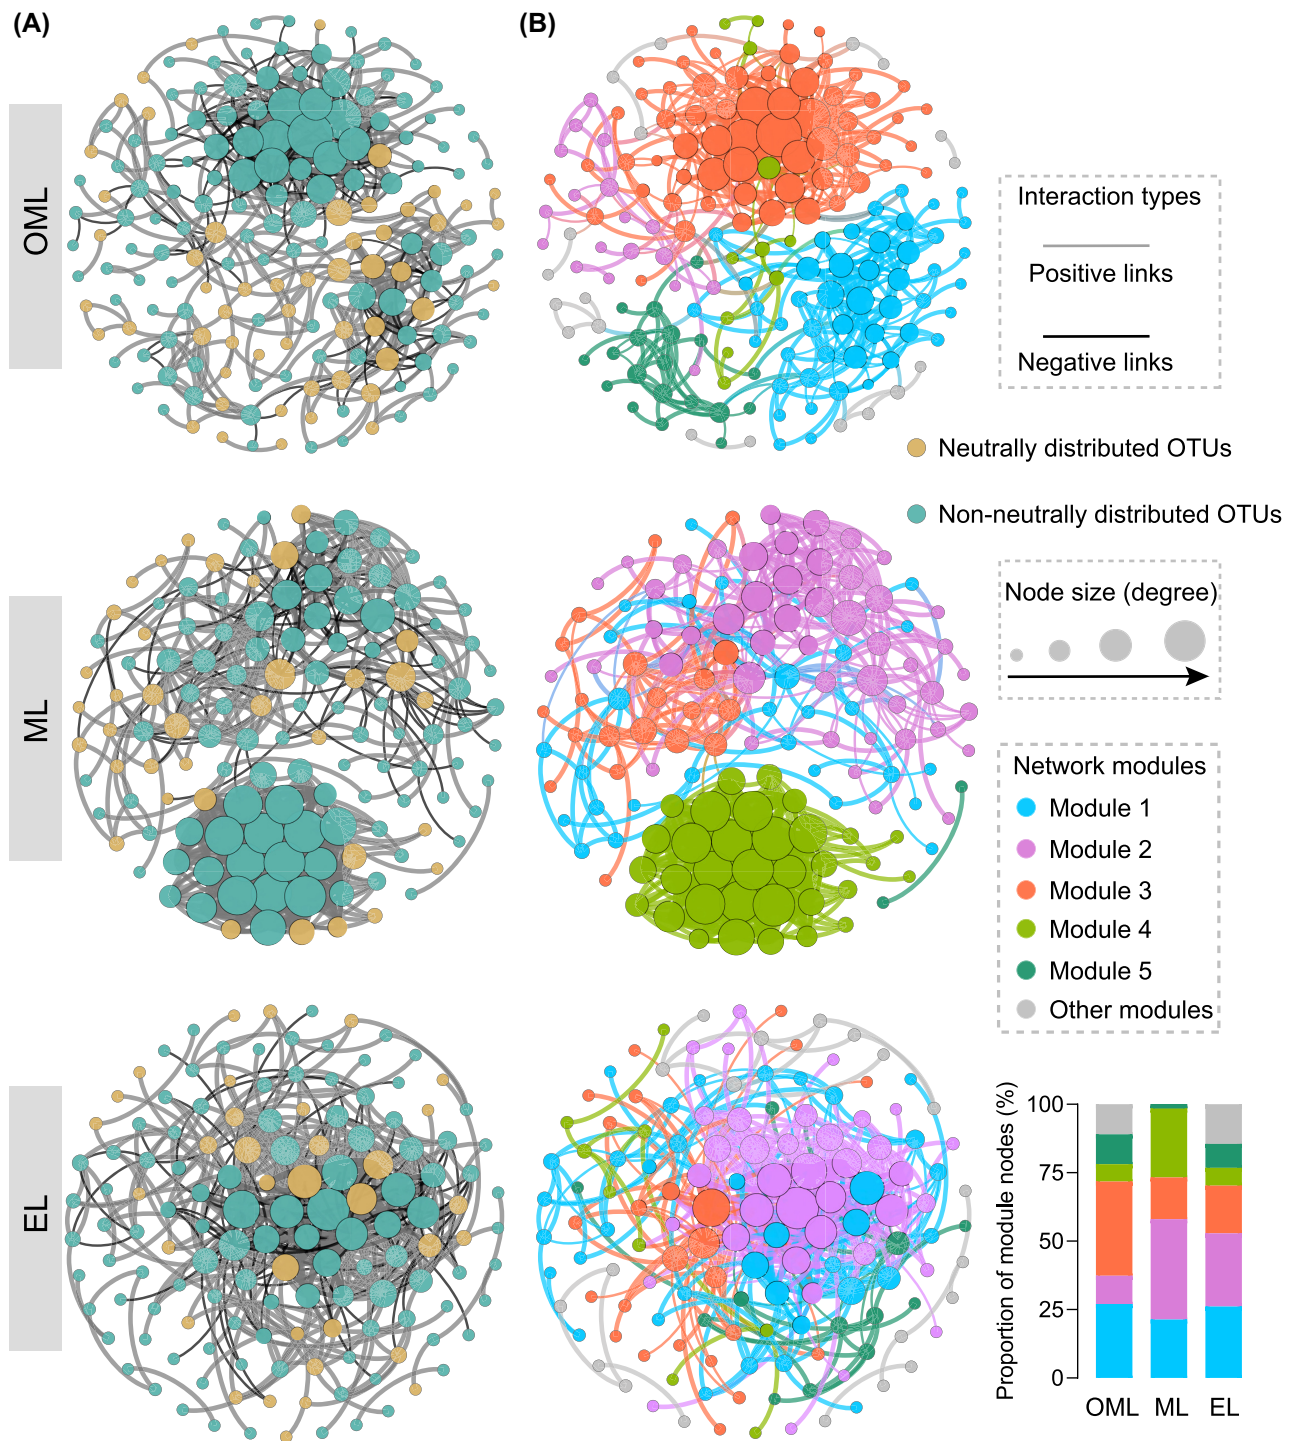 (A)
(B)
OML
Interaction types
Positive links
Negative links
Neutrally distributed OTUs
Non-neutrally distributed OTUs
ML
Node size (degree)
Network modules
Module 1
Module 2
Module 3
Module 4
Module 5
Other modules
EL
Proportion of module nodes (%)
100
75
50
25
0
OML ML EL